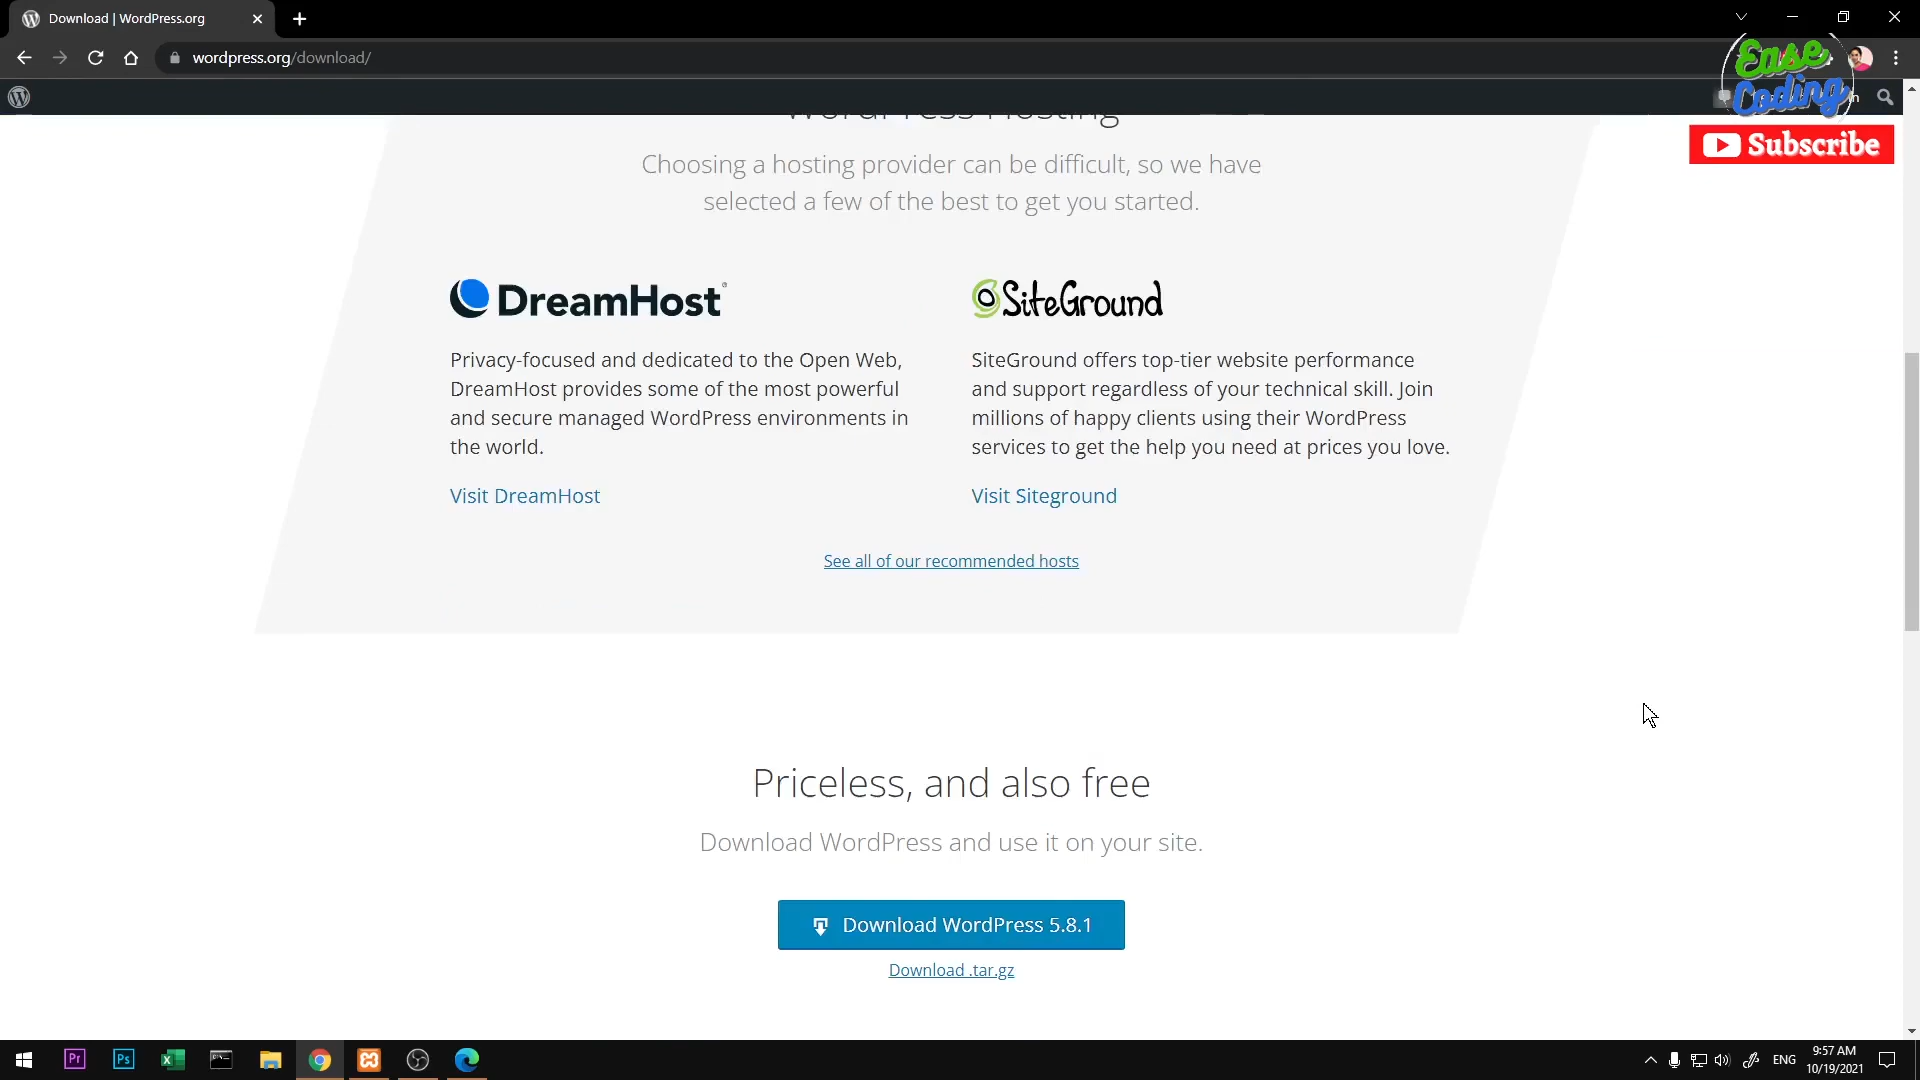 Download | WordPress.org
wordpress.org/download/
Ease
Coding
Subscribe
WordPress Hosting
Choosing a hosting provider can be difficult, so we have
selected a few of the best to get you started.
DreamHost
SiteGround
Privacy-focused and dedicated to the Open Web,
DreamHost provides some of the most powerful
and secure managed WordPress environments in
the world.
Visit DreamHost
SiteGround offers top-tier website performance
and support regardless of your technical skill. Join
millions of happy clients using their WordPress
services to get the help you need at prices you love.
Visit Siteground
See all of our recommended hosts
Priceless, and also free
Download WordPress and use it on your site.
Download WordPress 5.8.1
Download .tar.gz
Pr
Ps
ENG
9:57 AM
10/19/2021